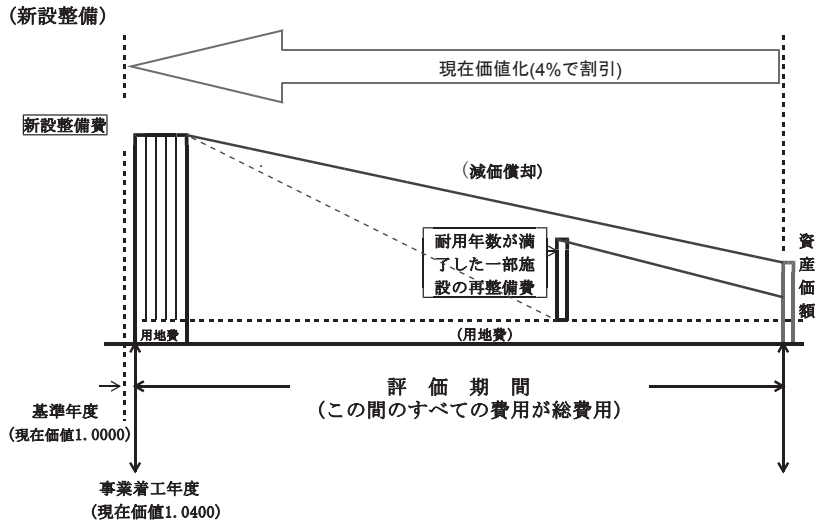 (新設整備)
現在価値化(4%で割引)
新設整備費
(減価償却)
耐用年数が満
了した一部施
設の再整備費
資産価額
用地費
(用地費)
評価期間
(この間のすべての費用が総費用)
基準年度
(現在価値1.0000)
事業着工年度
(現在価値1.0400)